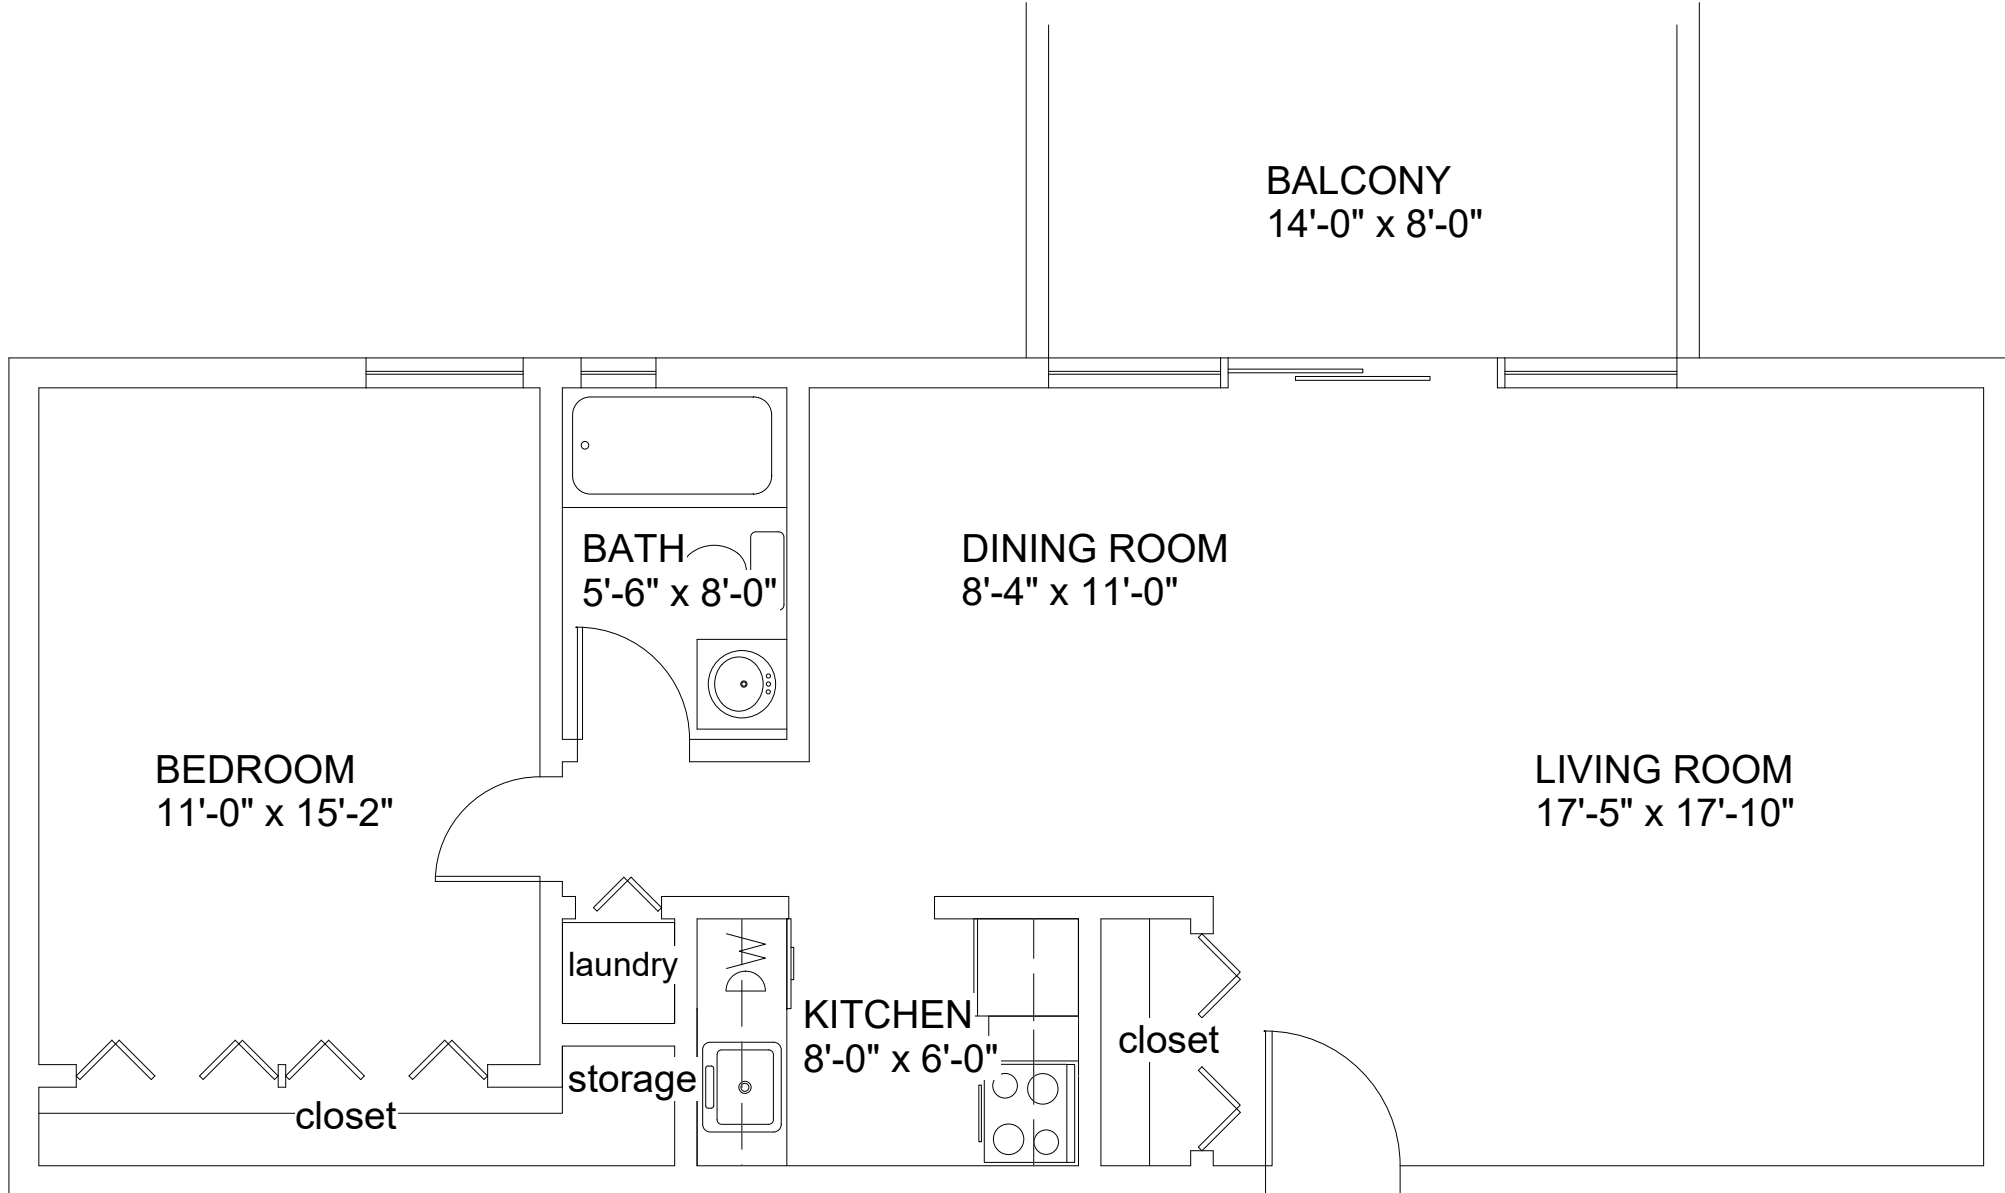 BALCONY
14'-0" x 8'-0"
BATH
5'-6" x 8'-0"
DINING ROOM
8'-4" x 11'-0"
BEDROOM
11'-0" x 15'-2"
LIVING ROOM
17'-5" x 17'-10"
laundry
KITCHEN
8'-0" x 6'-0"
closet
storage
closet